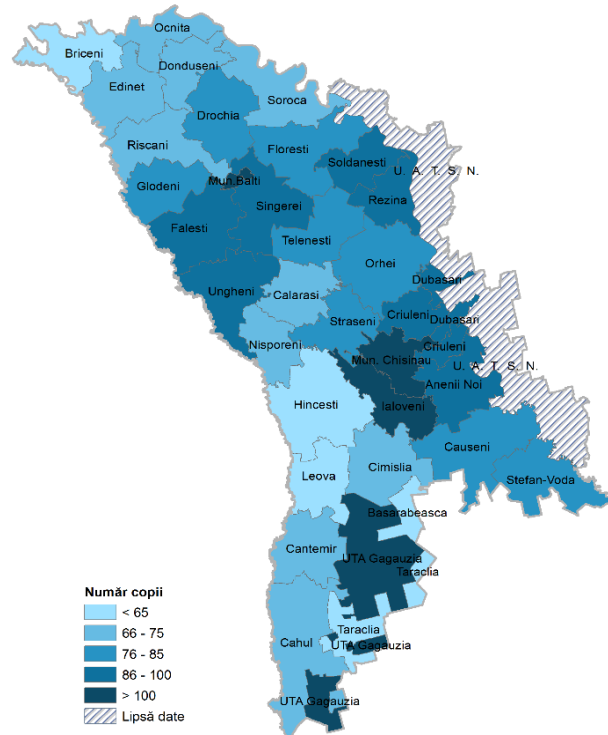 Ocnita
Briceni
Donduseni
Edinet
Soroca
Drochia
Riscani
Floresti
Soldanesti
U. A. T. S. N.
Glodeni
Mun.Balti
Singerei
Rezina
Falesti
Telenesti
Orhei
Ungheni
Calarasi
Dubasari
Criuleni
Dubasari
Straseni
Nisporeni
Criuleni
Mun. Chisinau
U. A. T. S. N.
Anenii Noi
Hincesti
Ialoveni
Causeni
Cimislia
Leova
Stefan-Voda
Basarabeasca
Cantemir
UTA Gagauzia
Taraclia
Taraclia
Cahul
UTA Gagauzia
UTA Gagauzia
Număr copii
< 65
66 - 75
76 - 85
86 - 100
> 100
Lipsă date